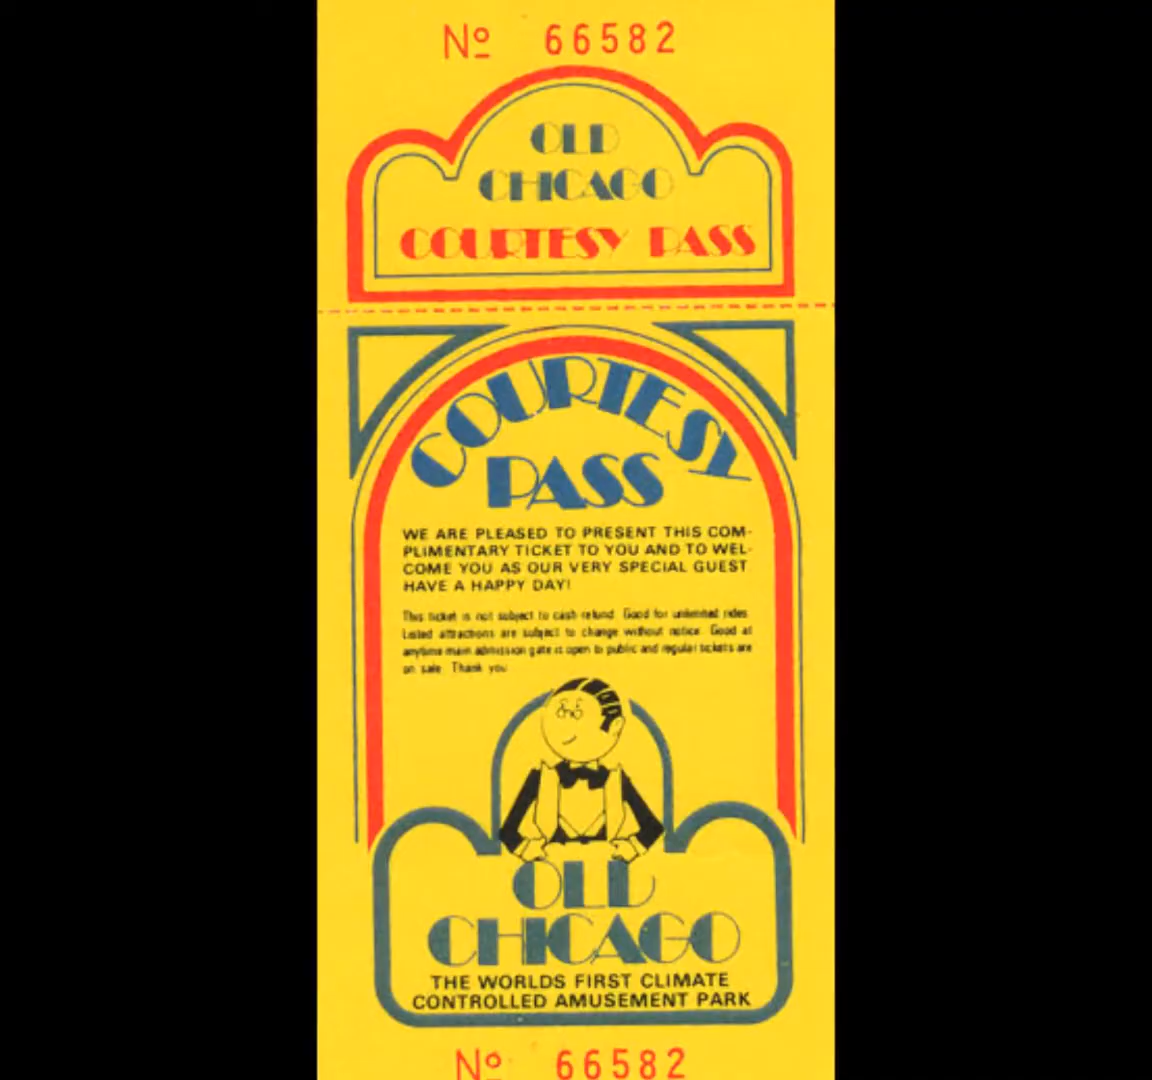 Nº 66582
OLD
CHICAGO
COURTESY PASS
COURTESY
PASS
WE ARE PLEASED TO PRESENT THIS COM-
PLIMENTARY TICKET TO YOU AND TO WEL-
COME YOU AS OUR VERY SPECIAL GUEST
HAVE A HAPPY DAY!
This ticket is not subject to cash refund. Good for unlimited rides.
Listed attractions are subject to change without notice. Good at
anytime main admission gate is open to public and regular tickets are
on sale. Thank you
OLD
CHICAGO
THE WORLDS FIRST CLIMATE
CONTROLLED AMUSEMENT PARK
Nº 66582